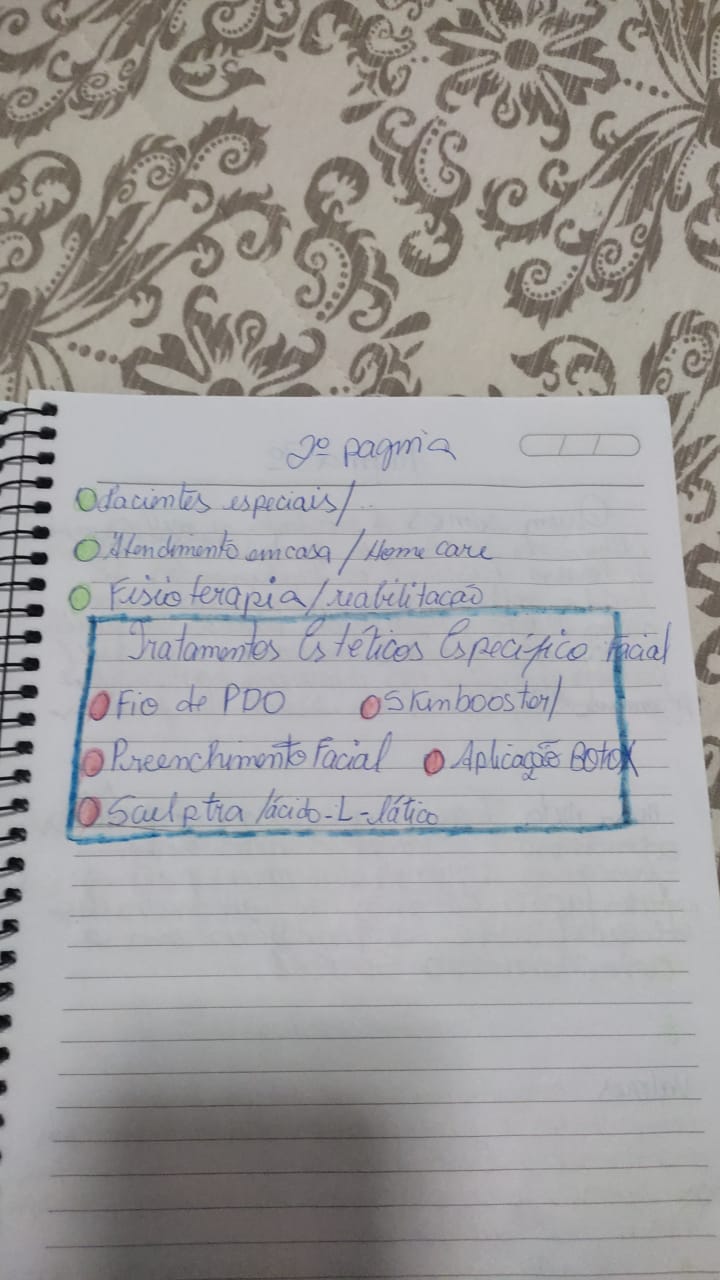 2º pagina
Pacientes especiais/..
Atendimento em casa / Home care
Fisioterapia/reabilitação
Tratamentos Estéticos Específico Facial
Fio de PDO
Skinbooster/
Preenchimento Facial
Aplicação Botox
Sculptra /ácido-L-lático